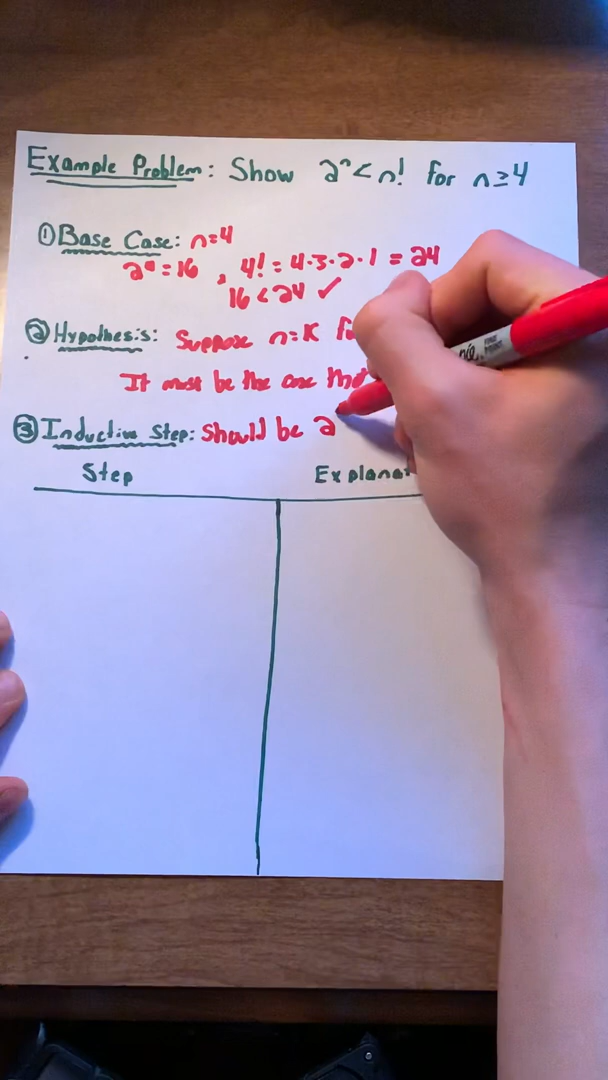 Example Problem: Show 2ⁿ < n! for n ≥ 4
① Base Case: n=4
2⁴ = 16 , 4! = 4·3·2·1 = 24
16 < 24 ✓
② Hypothesis: Suppose n=K
It must be the case
③ Inductive Step: Should be 2
Step